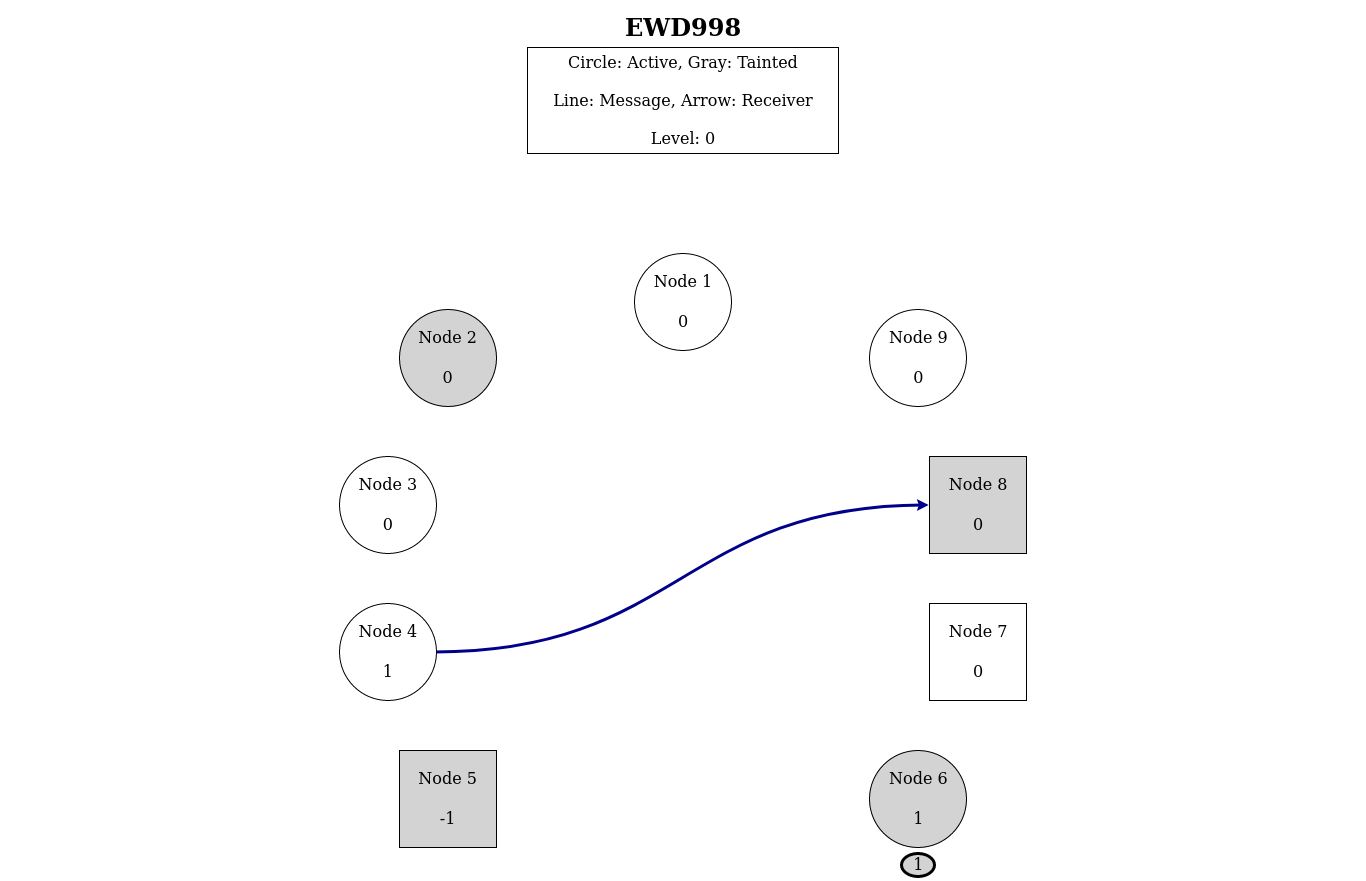 EWD998
Circle: Active, Gray: Tainted
Line: Message, Arrow: Receiver
Level: 0
Node 1
0
Node 2
0
Node 9
0
Node 3
0
Node 8
0
Node 4
1
Node 7
0
Node 5
-1
Node 6
1
1